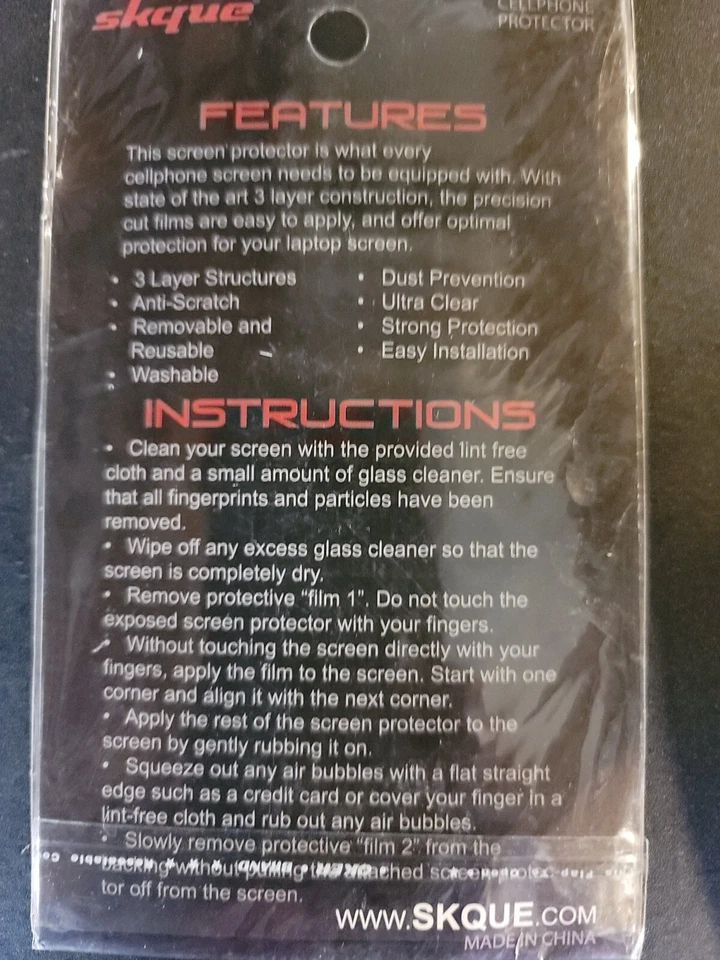 skque
CELLPHONE
PROTECTOR
FEATURES
This screen protector is what every
cellphone screen needs to be equipped with. With
state of the art 3 layer construction, the precision
cut films are easy to apply, and offer optimal
protection for your laptop screen.
• 3 Layer Structures
• Anti-Scratch
• Removable and
Reusable
• Washable
• Dust Prevention
• Ultra Clear
• Strong Protection
• Easy Installation
INSTRUCTIONS
• Clean your screen with the provided lint free
cloth and a small amount of glass cleaner. Ensure
that all fingerprints and particles have been
removed.
• Wipe off any excess glass cleaner so that the
screen is completely dry.
• Remove protective "film 1". Do not touch the
exposed screen protector with your fingers.
• Without touching the screen directly with your
fingers, apply the film to the screen. Start with one
corner and align it with the next corner.
• Apply the rest of the screen protector to the
screen by gently rubbing it on.
• Squeeze out any air bubbles with a flat straight
edge such as a credit card or cover your finger in a
lint-free cloth and rub out any air bubbles.
• Slowly remove protective "film 2" from the
backing without pulling the attached screen protec-
tor off from the screen.
WWW.SKQUE.COM
MADE IN CHINA